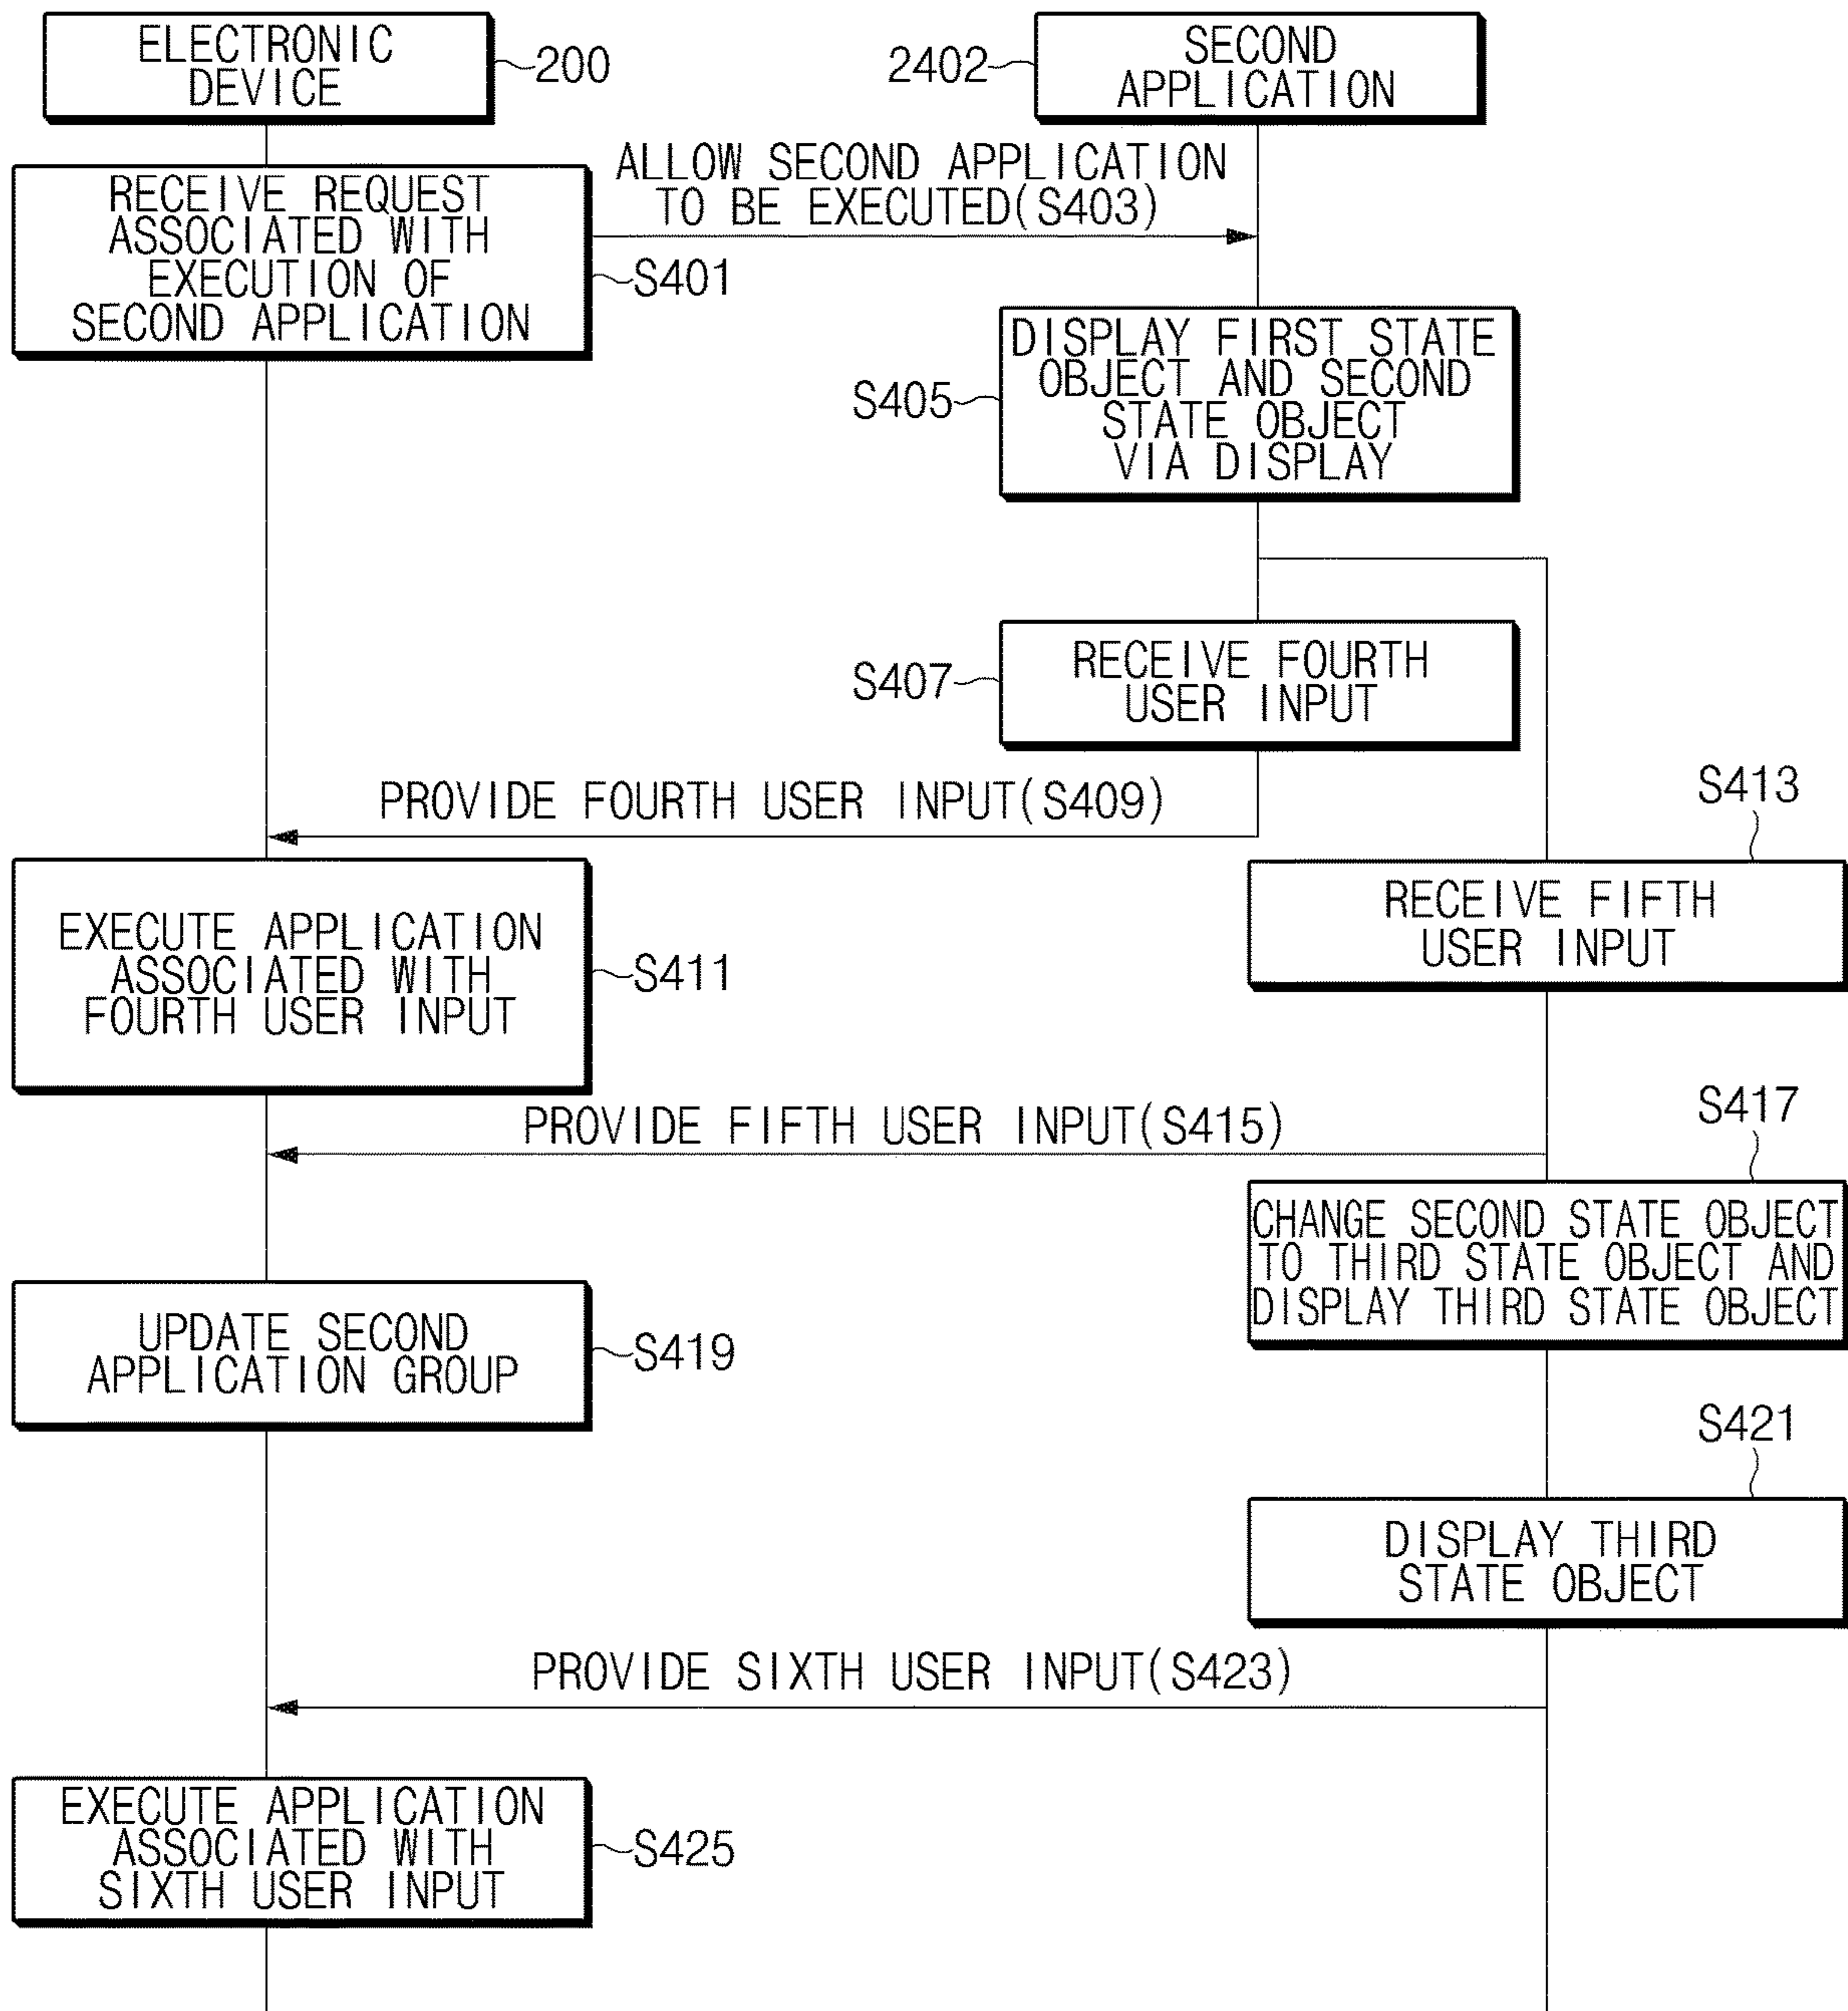 ELECTRONIC
DEVICE
200
2402
SECOND
APPLICATION
ALLOW SECOND APPLICATION
TO BE EXECUTED(S403)
RECEIVE REQUEST
ASSOCIATED WITH
EXECUTION OF
SECOND APPLICATION
S401
DISPLAY FIRST STATE
OBJECT AND SECOND
STATE OBJECT
VIA DISPLAY
S405
RECEIVE FOURTH
USER INPUT
S407
PROVIDE FOURTH USER INPUT(S409)
S413
EXECUTE APPLICATION
ASSOCIATED WITH
FOURTH USER INPUT
S411
RECEIVE FIFTH
USER INPUT
PROVIDE FIFTH USER INPUT(S415)
S417
CHANGE SECOND STATE OBJECT
TO THIRD STATE OBJECT AND
DISPLAY THIRD STATE OBJECT
UPDATE SECOND
APPLICATION GROUP
S419
S421
DISPLAY THIRD
STATE OBJECT
PROVIDE SIXTH USER INPUT(S423)
EXECUTE APPLICATION
ASSOCIATED WITH
SIXTH USER INPUT
S425